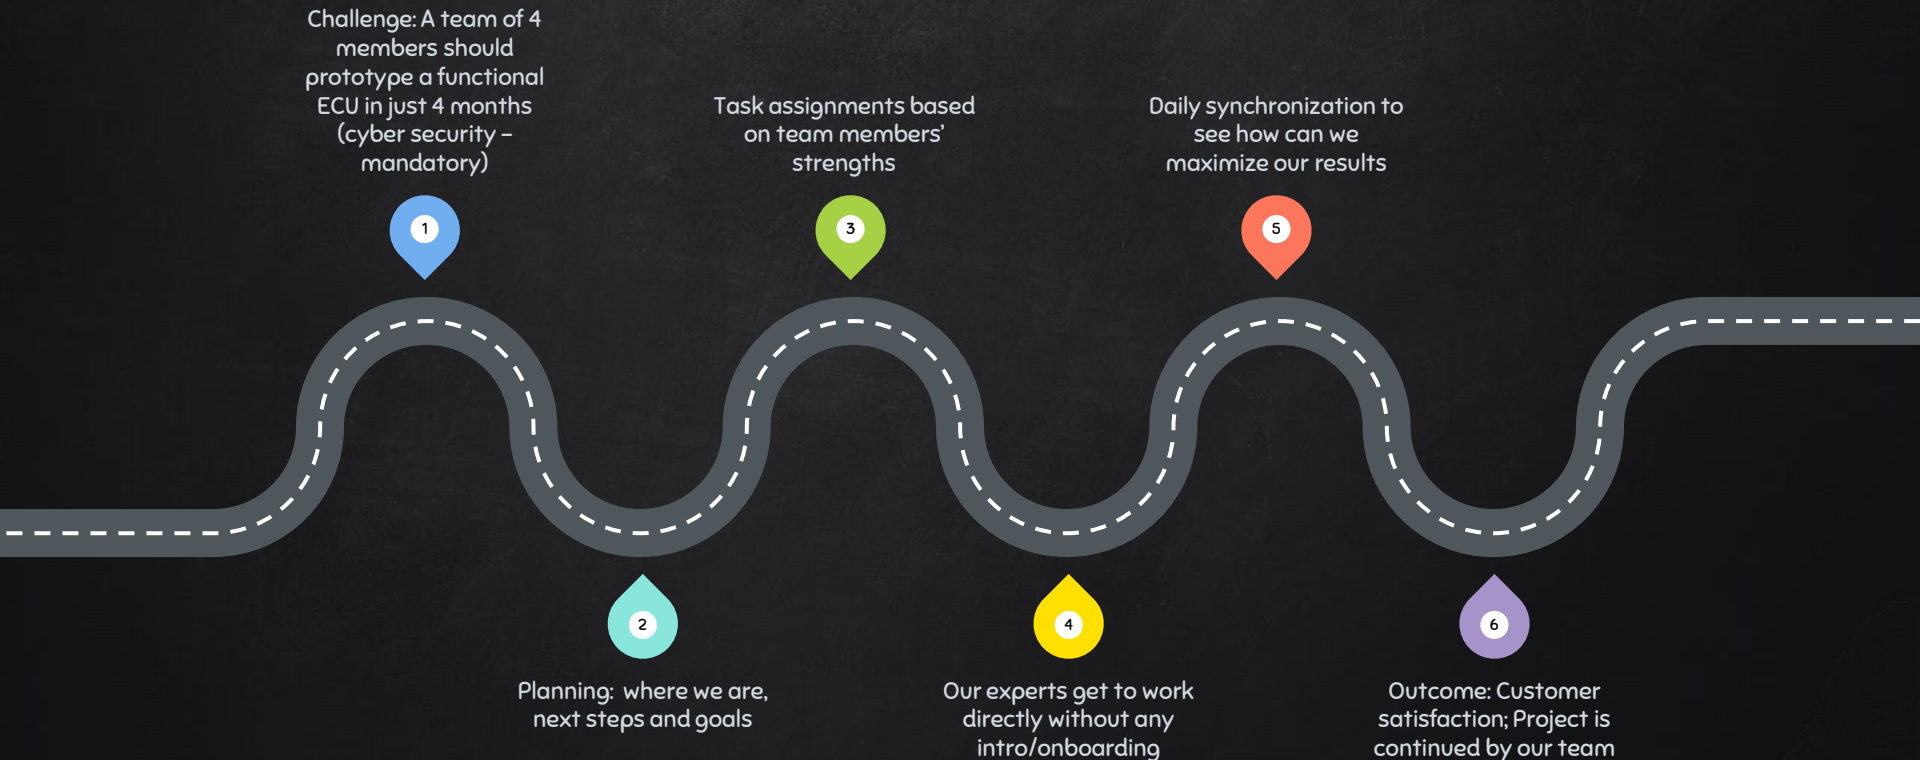 Challenge: A team of 4
members should
prototype a functional
ECU in just 4 months
(cyber security –
mandatory)
1
Planning:  where we are,
next steps and goals
2
Task assignments based
on team members’
strengths
3
Our experts get to work
directly without any
intro/onboarding
4
Daily synchronization to
see how can we
maximize our results
5
Outcome: Customer
satisfaction; Project is
continued by our team
6